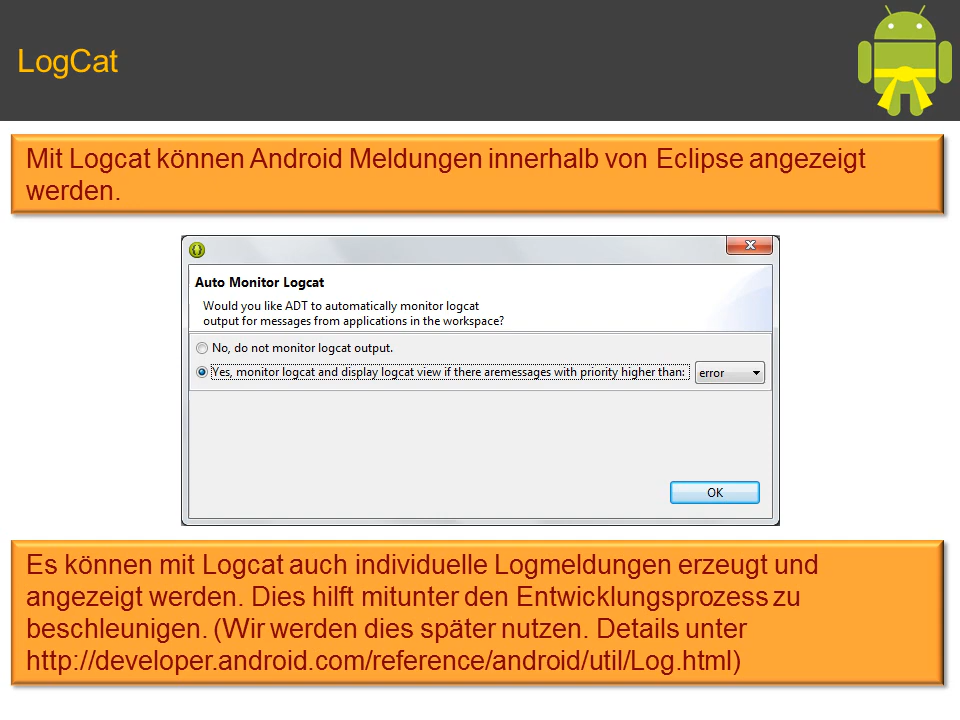 LogCat
Mit Logcat können Android Meldungen innerhalb von Eclipse angezeigt
werden.
Auto Monitor Logcat
Would you like ADT to automatically monitor logcat
output for messages from applications in the workspace?
No, do not monitor logcat output.
Yes, monitor logcat and display logcat view if there aremessages with priority higher than: error
OK
Es können mit Logcat auch individuelle Logmeldungen erzeugt und
angezeigt werden. Dies hilft mitunter den Entwicklungsprozess zu
beschleunigen. (Wir werden dies später nutzen. Details unter
http://developer.android.com/reference/android/util/Log.html)